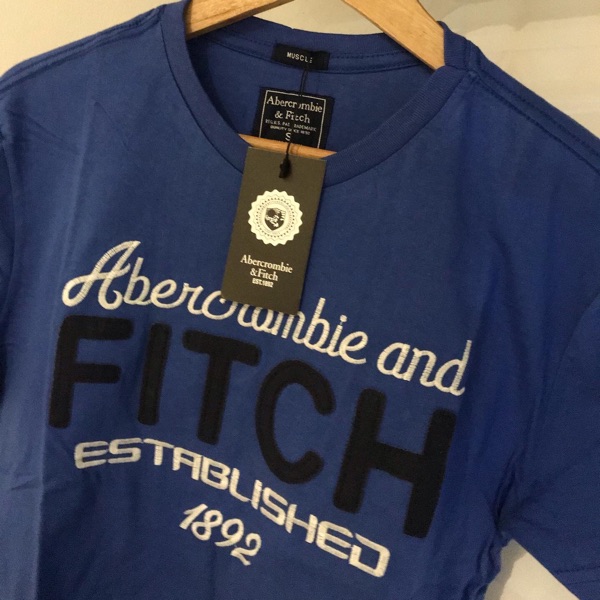 MUSCLE
Abercrombie
& Fitch
S
Abercrombie
& Fitch
EST. 1892
Abercrombie and
FITCH
ESTABLISHED
1892